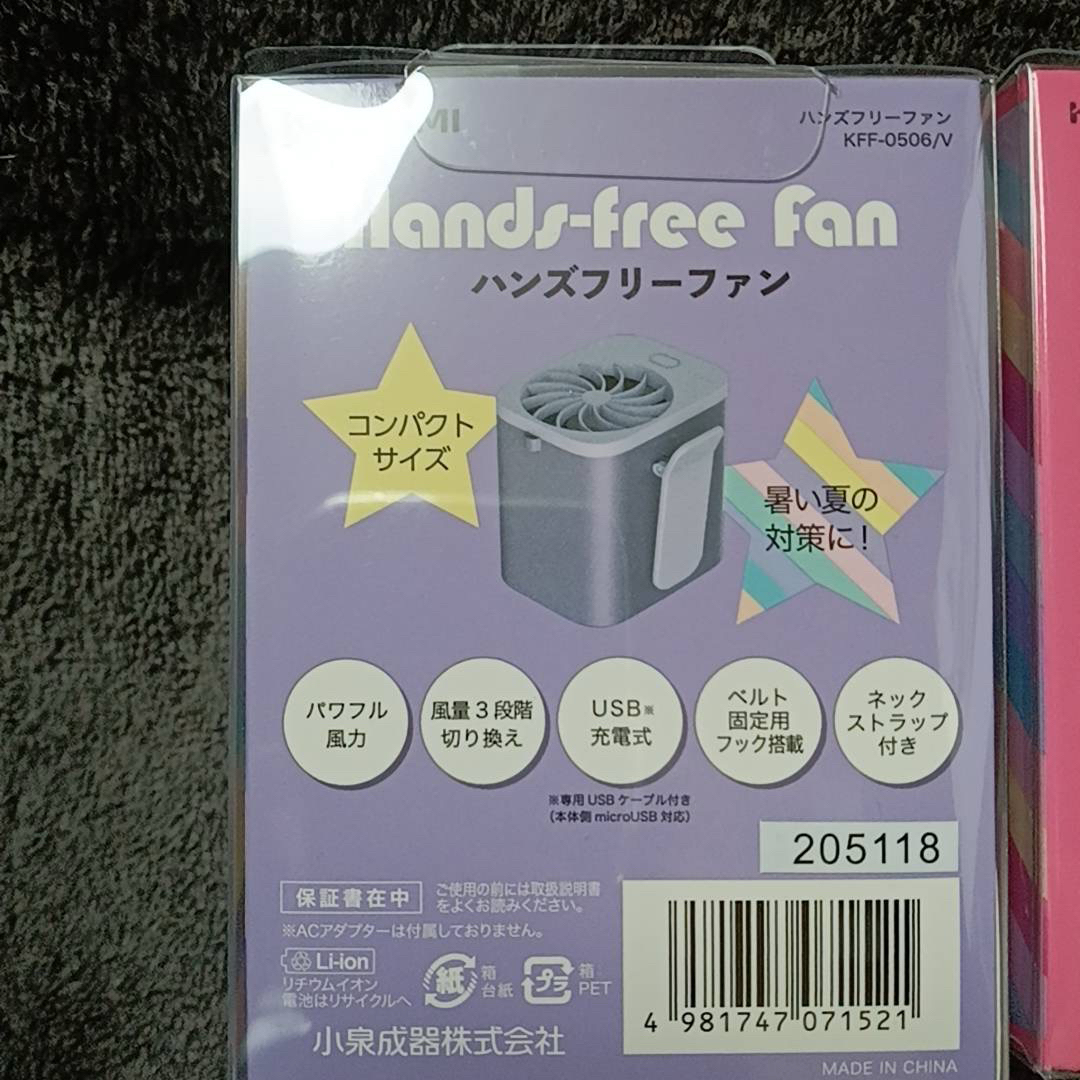 MI
ハンズフリーファン
KFF-0506/V
Hands-free Fan
ハンズフリーファン
コンパクト
サイズ
暑い夏の
対策に!
パワフル
風力
風量3段階
切り換え
USB※
充電式
ベルト
固定用
フック搭載
ネック
ストラップ
付き
※専用USBケーブル付き
(本体側microUSB対応)
205118
保証書在中
ご使用の前には取扱説明書
をよくお読みください。
※ACアダプターは付属しておりません。
Li-ion
リチウムイオン
電池はリサイクルへ
紙
箱
台紙
プラ
箱
PET
小泉成器株式会社
4 981747 071521
MADE IN CHINA